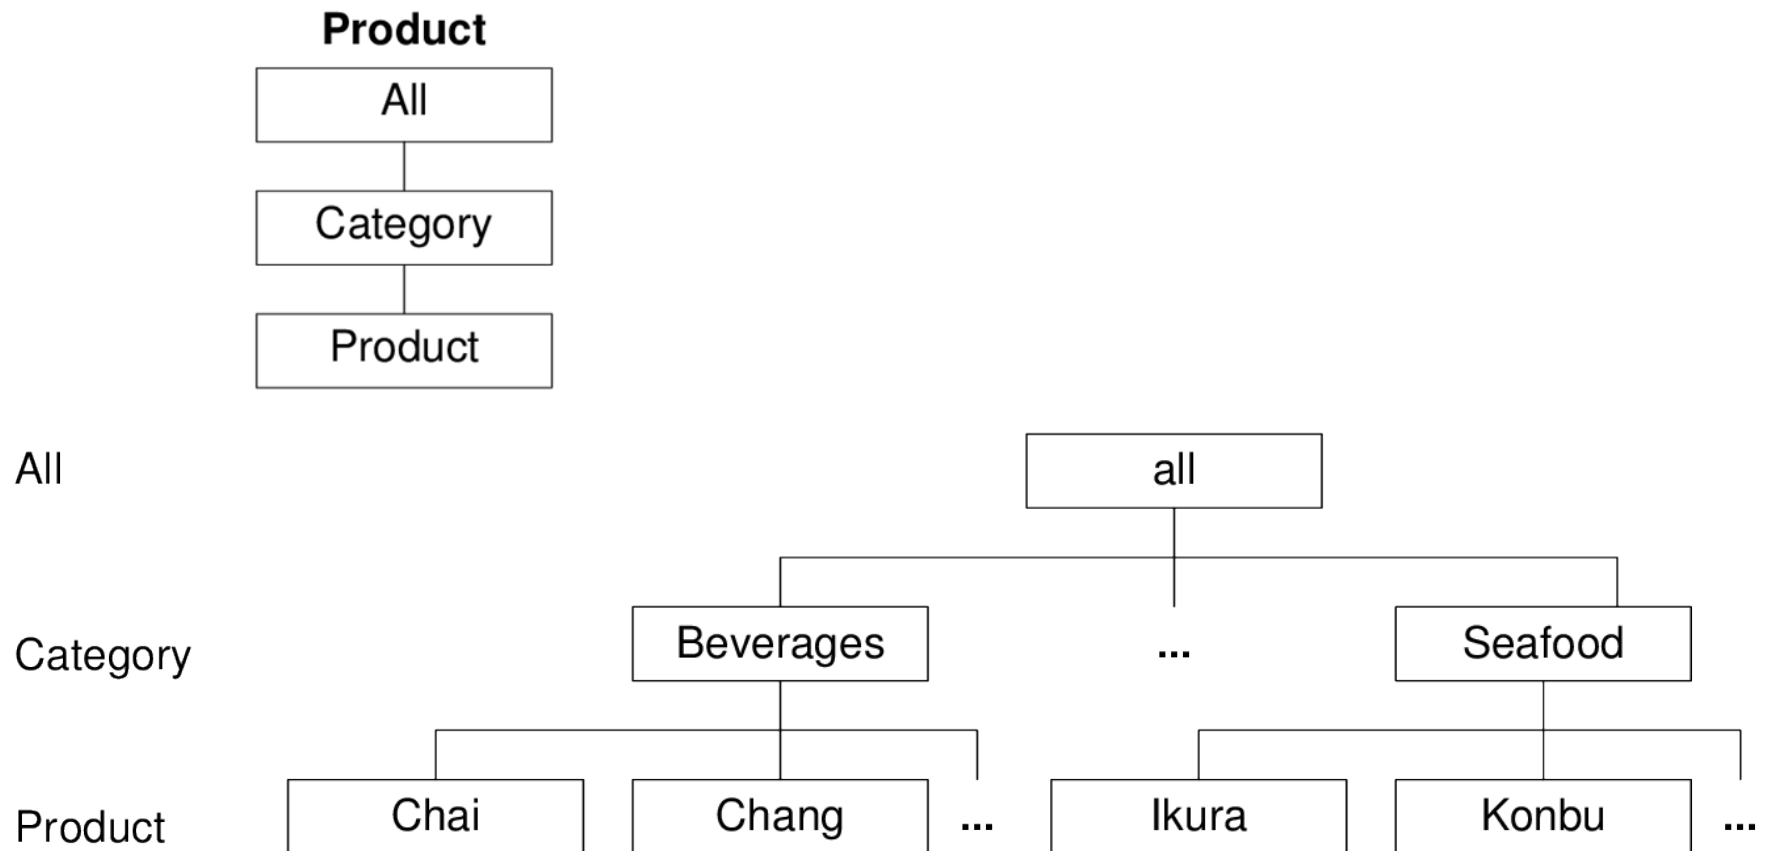 Product
All
Category
Product
All
all
Category
Beverages
...
Seafood
Product
Chai
Chang
...
Ikura
Konbu
...